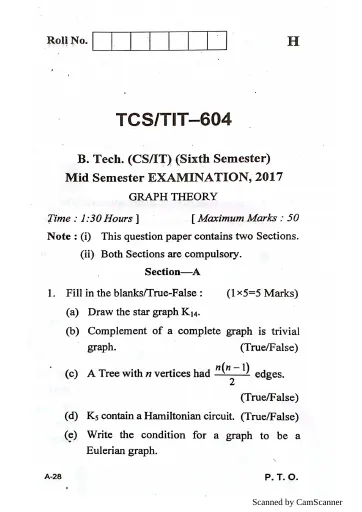 Roll No.
H
TCS/TIT–604
B. Tech. (CS/IT) (Sixth Semester)
Mid Semester EXAMINATION, 2017
GRAPH THEORY
Time : 1:30 Hours ] [ Maximum Marks : 50
Note : (i) This question paper contains two Sections.
(ii) Both Sections are compulsory.
Section—A
1. Fill in the blanks/True-False : (1×5=5 Marks)
(a) Draw the star graph K₁₄.
(b) Complement of a complete graph is trivial
graph. (True/False)
(c) A Tree with n vertices had n(n – 1)/2 edges.
(True/False)
(d) K₅ contain a Hamiltonian circuit. (True/False)
(e) Write the condition for a graph to be a
Eulerian graph.
A-28 P. T. O.
Scanned by CamScanner